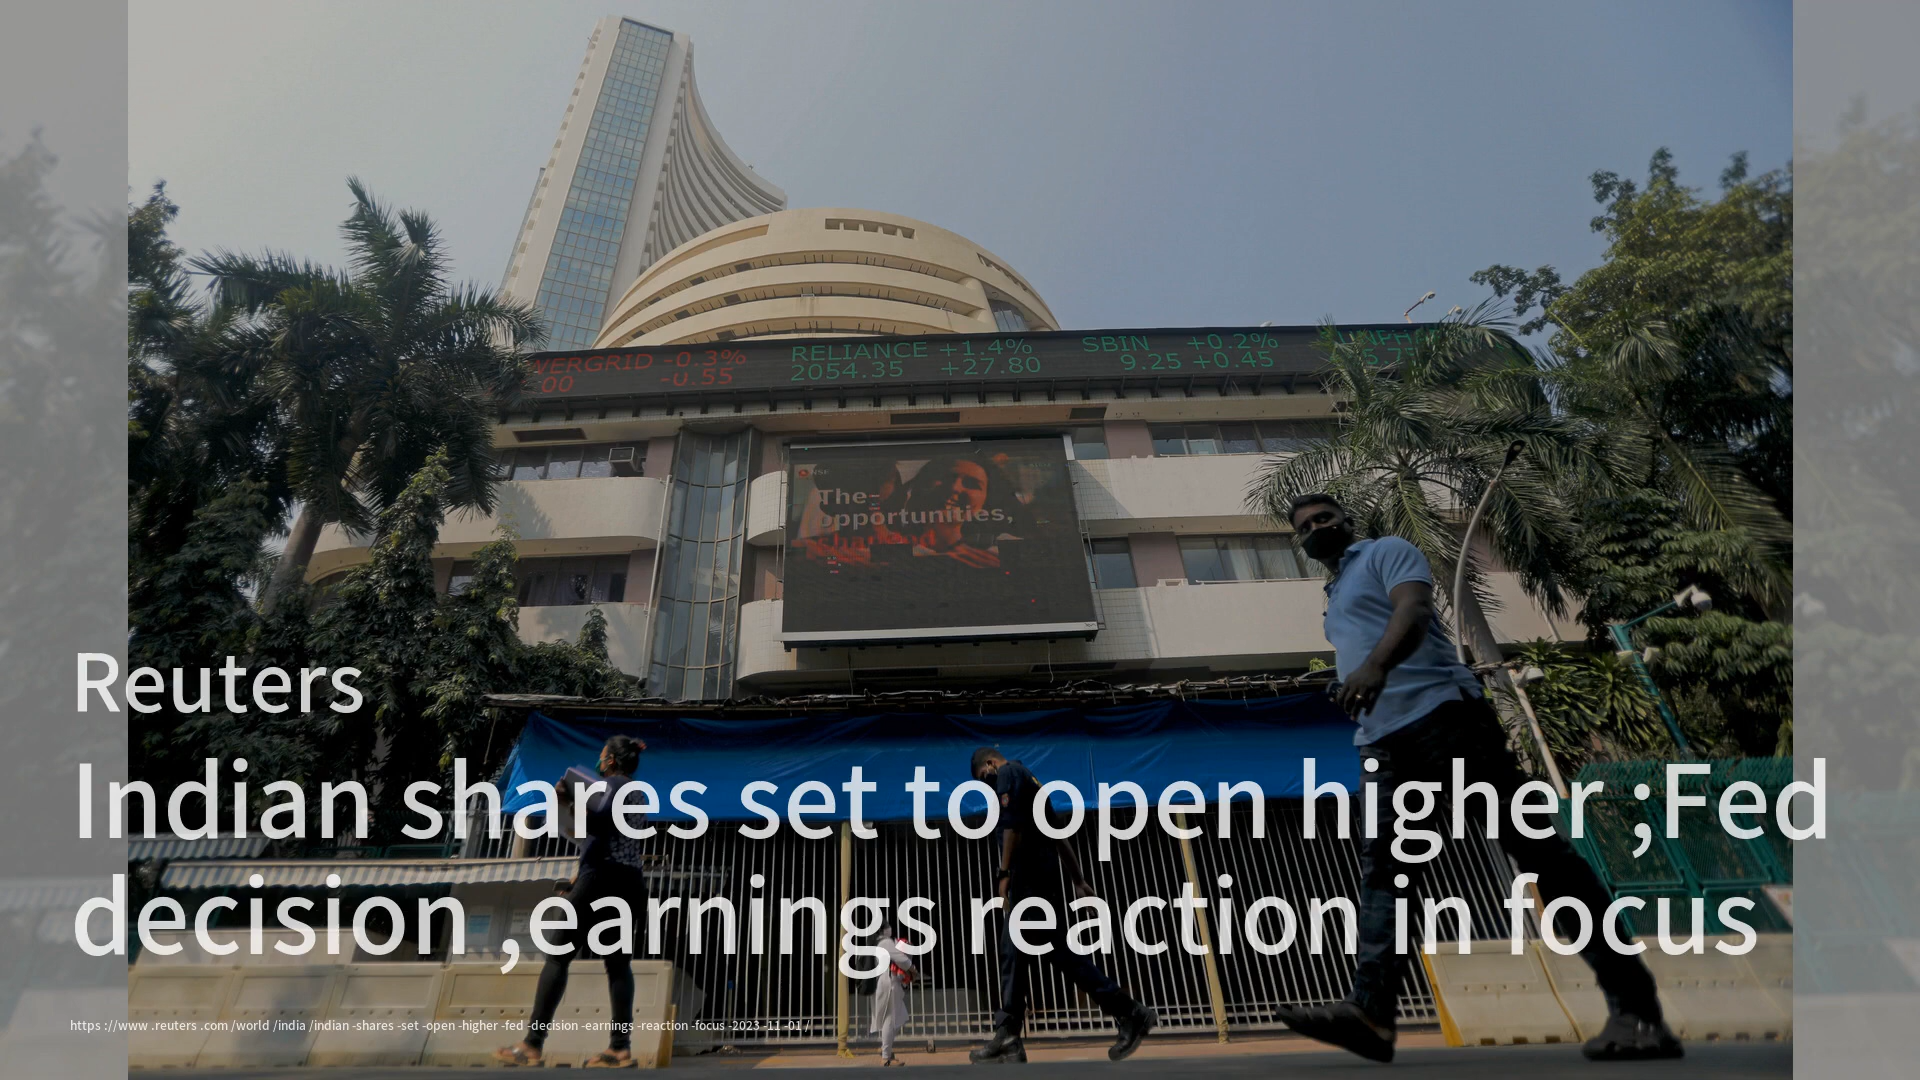 VERGRID -0.3% RELIANCE +1.4% SBIN +0.2%
-0.55 2054.35 +27.80 9.25 +0.45
The
opportunities,
Reuters
Indian shares set to open higher ;Fed
decision ,earnings reaction in focus
https ://www .reuters .com /world /india /indian -shares -set -open -higher -fed -decision -earnings -reaction -focus -2023 -11 -01 /